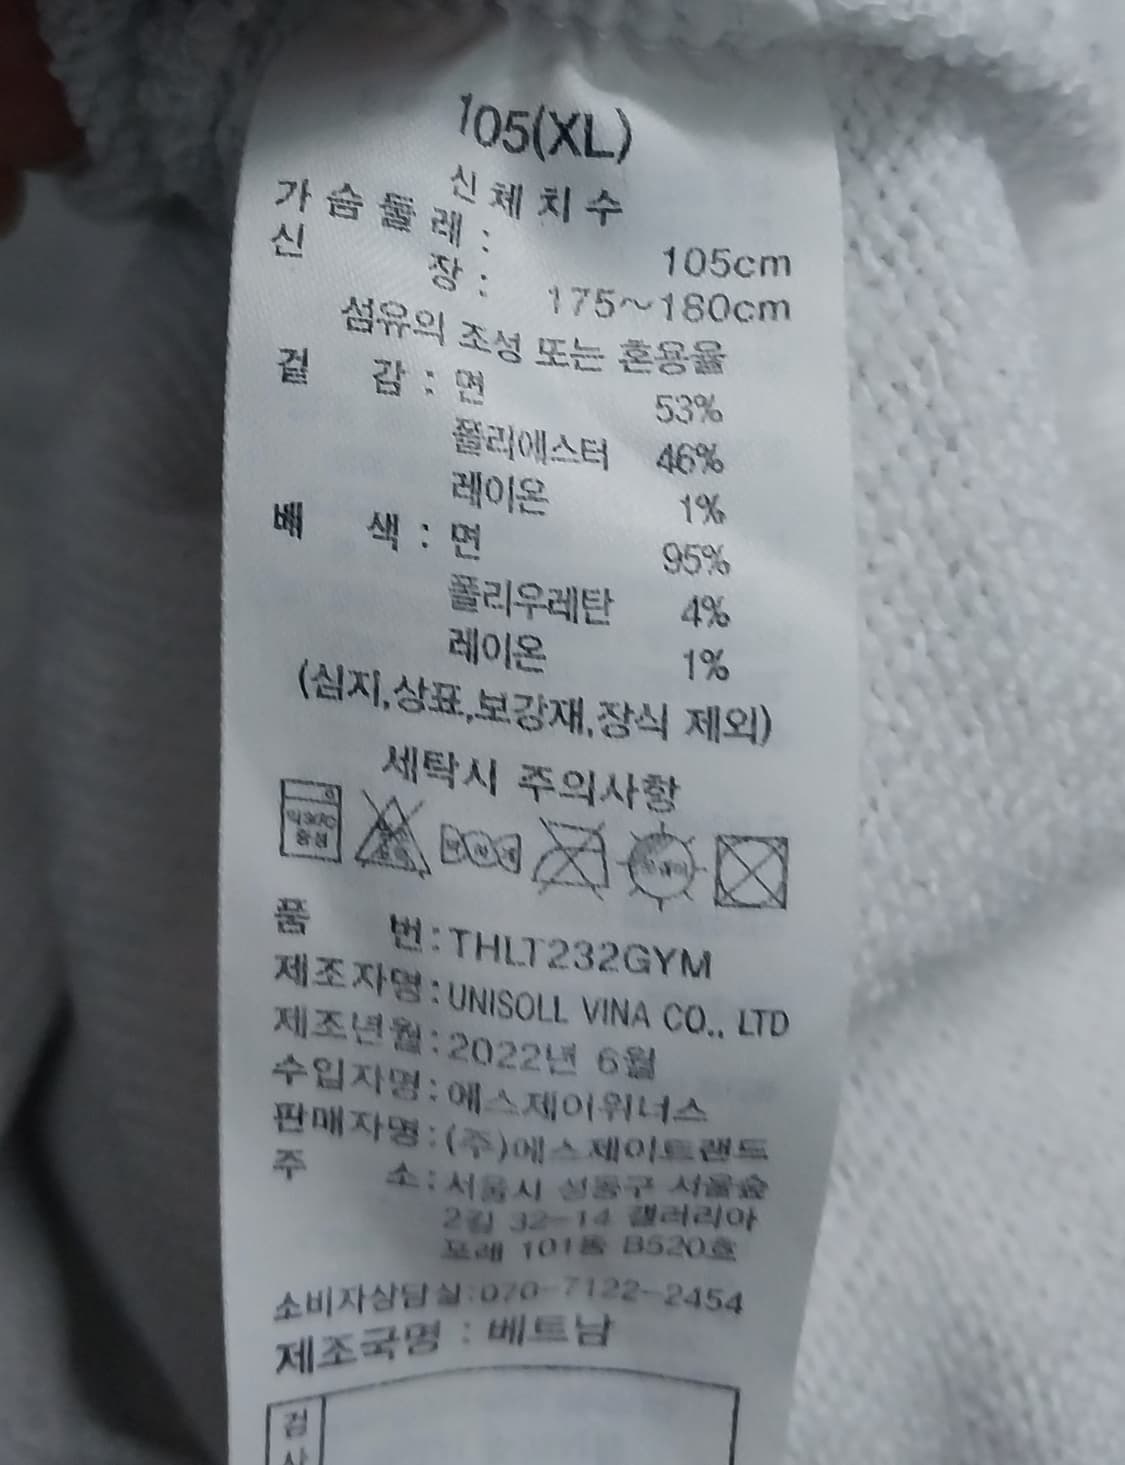 105(XL)
신체치수
가슴둘레: 105cm
신 장: 175~180cm
섬유의 조성 또는 혼용율
겉 감: 면 53%
폴리에스터 46%
레이온 1%
배 색: 면 95%
폴리우레탄 4%
레이온 1%
(심지,상표,보강재,장식 제외)
세탁시 주의사항
약30℃
중성
품 번:THLT232GYM
제조자명:UNISOLL VINA CO., LTD
제조년월:2022년 6월
수입자명:에스제이위너스
판매자명:(주)에스제이트랜드
주 소:서울시 성동구 서울숲
2길 32-14 갤러리아
포레 101동 B520호
소비자상담실:070-7122-2454
제조국명 : 베트남
검
사